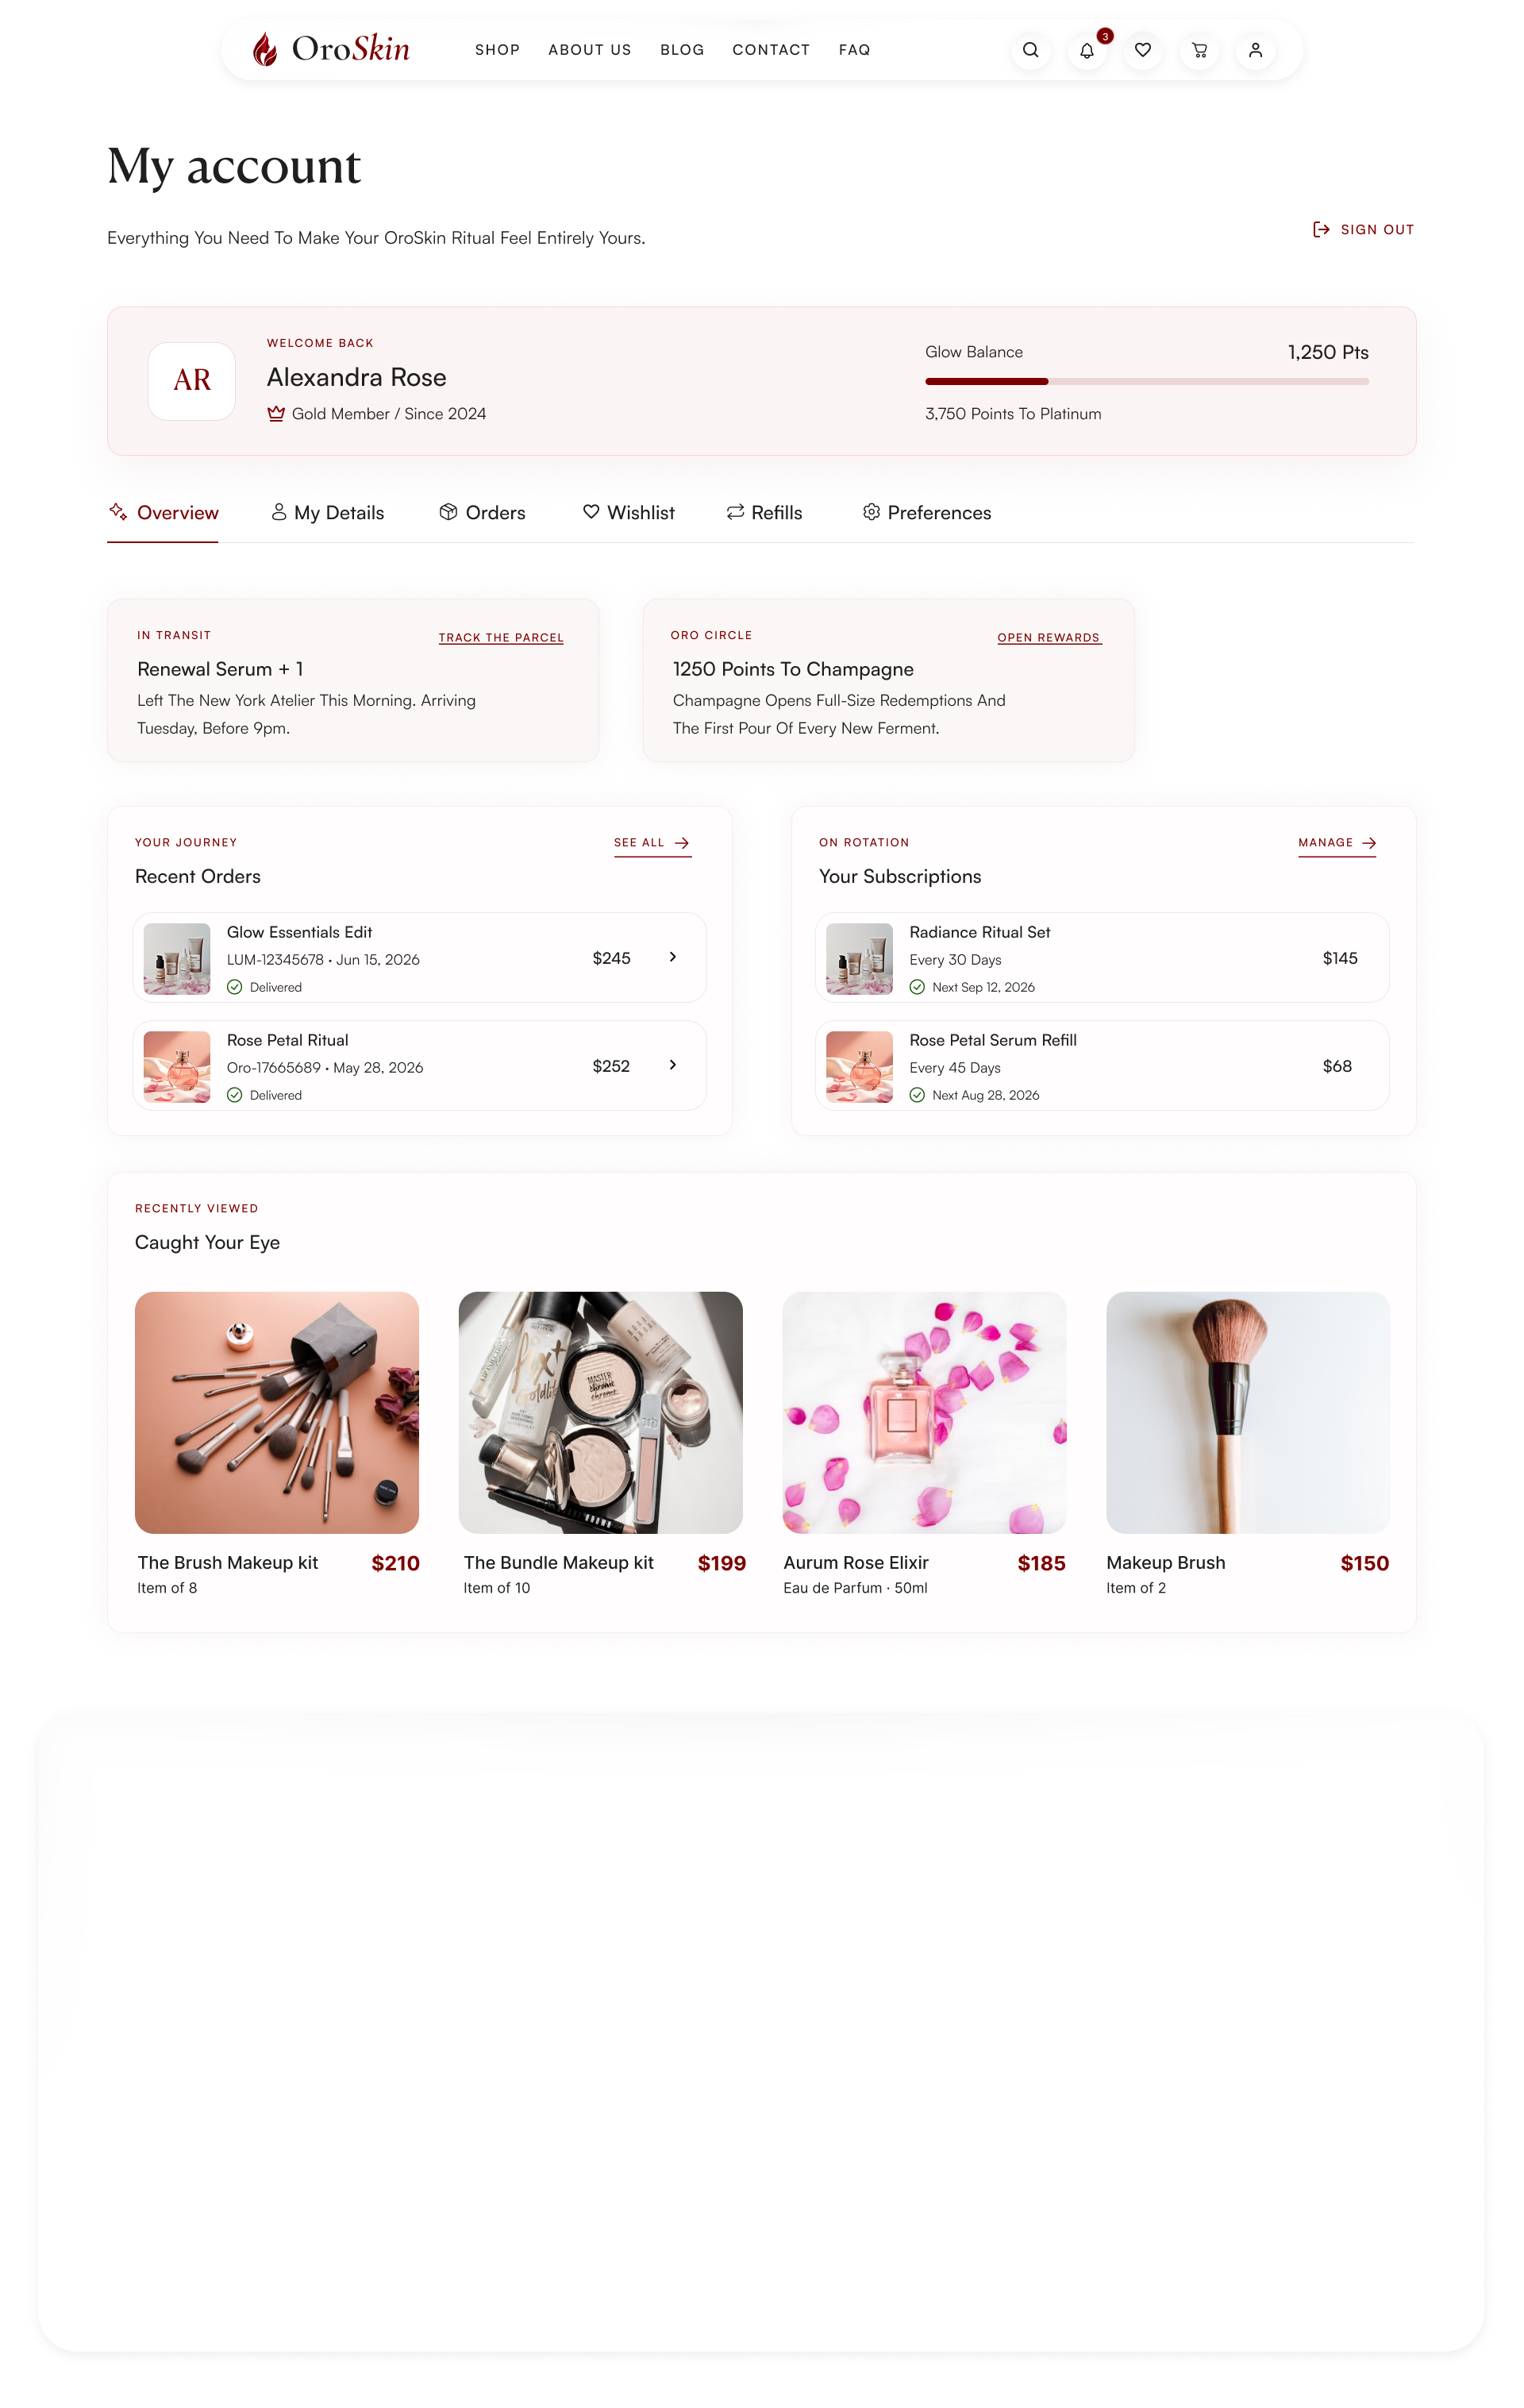 OroSkin
SHOP ABOUT US BLOG CONTACT FAQ
3
My account
Everything You Need To Make Your OroSkin Ritual Feel Entirely Yours.
SIGN OUT
AR
WELCOME BACK
Alexandra Rose
Gold Member / Since 2024
Glow Balance 1,250 Pts
3,750 Points To Platinum
Overview My Details Orders Wishlist Refills Preferences
IN TRANSIT TRACK THE PARCEL
Renewal Serum + 1
Left The New York Atelier This Morning. Arriving
Tuesday, Before 9pm.
ORO CIRCLE OPEN REWARDS
1250 Points To Champagne
Champagne Opens Full-Size Redemptions And
The First Pour Of Every New Ferment.
YOUR JOURNEY SEE ALL
Recent Orders
Glow Essentials Edit
LUM-12345678 • Jun 15, 2026
Delivered
$245
Rose Petal Ritual
Oro-17665689 • May 28, 2026
Delivered
$252
ON ROTATION MANAGE
Your Subscriptions
Radiance Ritual Set
Every 30 Days
Next Sep 12, 2026
$145
Rose Petal Serum Refill
Every 45 Days
Next Aug 28, 2026
$68
RECENTLY VIEWED
Caught Your Eye
MASTER
chrome
The Brush Makeup kit $210
Item of 8
The Bundle Makeup kit $199
Item of 10
Aurum Rose Elixir $185
Eau de Parfum · 50ml
Makeup Brush $150
Item of 2